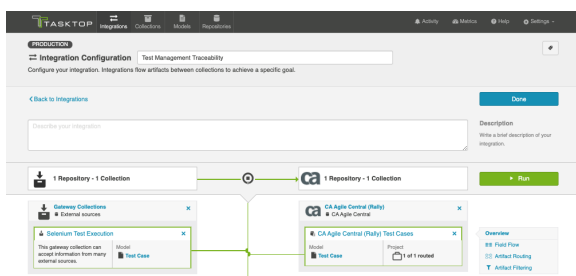 TASKTOP
Integrations
Collections
Models
Repositories
Activity
Metrics
Help
Settings
PRODUCTION
Integration Configuration
Test Management Traceability
Configure your integration. Integrations flow artifacts between collections to achieve a specific goal.
Back to Integrations
Done
Describe your integration
Description
Write a brief description of your
integration.
1 Repository - 1 Collection
ca
1 Repository - 1 Collection
Run
Gateway Collections
External sources
ca
CA Agile Central (Rally)
CA Agile Central
Selenium Test Execution
CA Agile Central (Rally) Test Cases
Overview
This gateway collection can
accept information from many
external sources.
Model
Test Case
Model
Test Case
Project
1 of 1 routed
Field Flow
Artifact Routing
Artifact Filtering